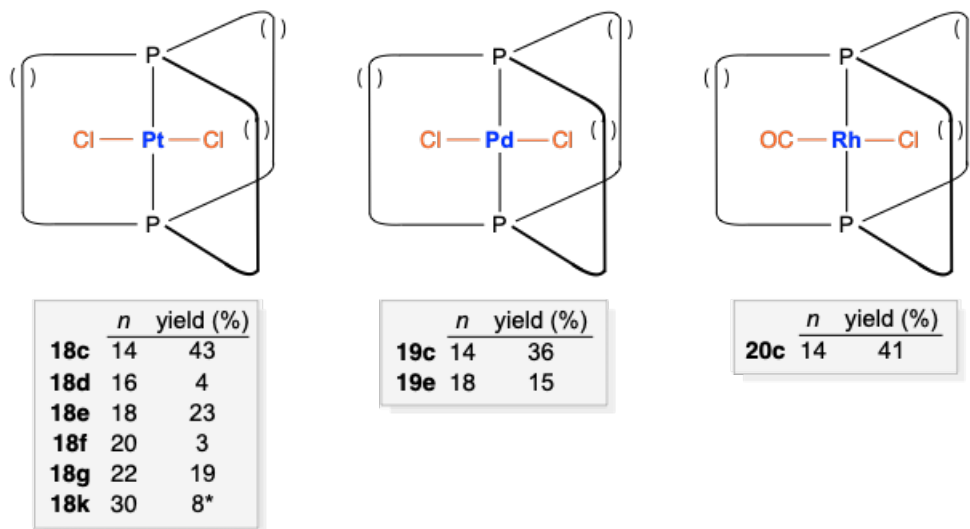 P P P
( ) ( ) ( ) ( ) ( ) ( )
( ) ( ) ( )
Cl Pt Cl Cl Pd Cl OC Rh Cl
P P P
n yield (%)
18c 14 43
18d 16 4
18e 18 23
18f 20 3
18g 22 19
18k 30 8*
n yield (%)
19c 14 36
19e 18 15
n yield (%)
20c 14 41